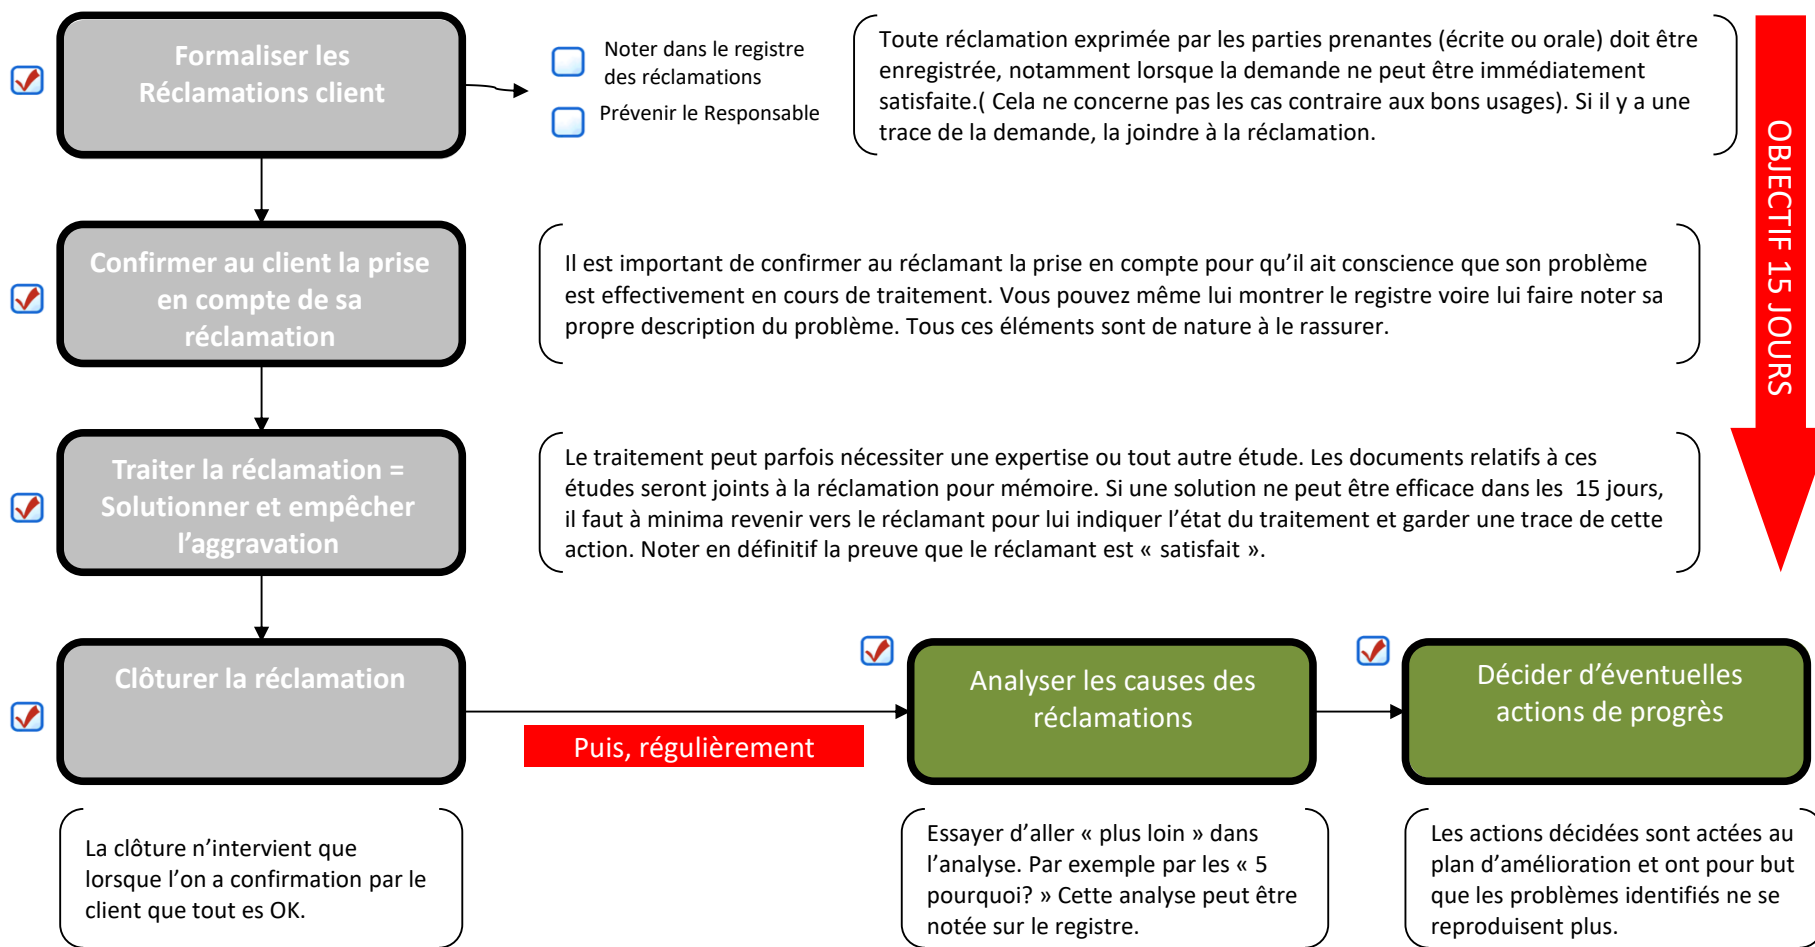 Formaliser les
Réclamations client
Noter dans le registre
des réclamations
Prévenir le Responsable
Toute réclamation exprimée par les parties prenantes (écrite ou orale) doit être
enregistrée, notamment lorsque la demande ne peut être immédiatement
satisfaite.( Cela ne concerne pas les cas contraire aux bons usages). Si il y a une
trace de la demande, la joindre à la réclamation.
OBJECTIF 15 JOURS
Confirmer au client la prise
en compte de sa
réclamation
Il est important de confirmer au réclamant la prise en compte pour qu’il ait conscience que son problème
est effectivement en cours de traitement. Vous pouvez même lui montrer le registre voire lui faire noter sa
propre description du problème. Tous ces éléments sont de nature à le rassurer.
Traiter la réclamation =
Solutionner et empêcher
l’aggravation
Le traitement peut parfois nécessiter une expertise ou tout autre étude. Les documents relatifs à ces
études seront joints à la réclamation pour mémoire. Si une solution ne peut être efficace dans les  15 jours,
il faut à minima revenir vers le réclamant pour lui indiquer l’état du traitement et garder une trace de cette
action. Noter en définitif la preuve que le réclamant est « satisfait ».
Clôturer la réclamation
Puis, régulièrement
Analyser les causes des
réclamations
Décider d’éventuelles
actions de progrès
La clôture n’intervient que
lorsque l’on a confirmation par le
client que tout es OK.
Essayer d’aller « plus loin » dans
l’analyse. Par exemple par les « 5
pourquoi? » Cette analyse peut être
notée sur le registre.
Les actions décidées sont actées au
plan d’amélioration et ont pour but
que les problèmes identifiés ne se
reproduisent plus.